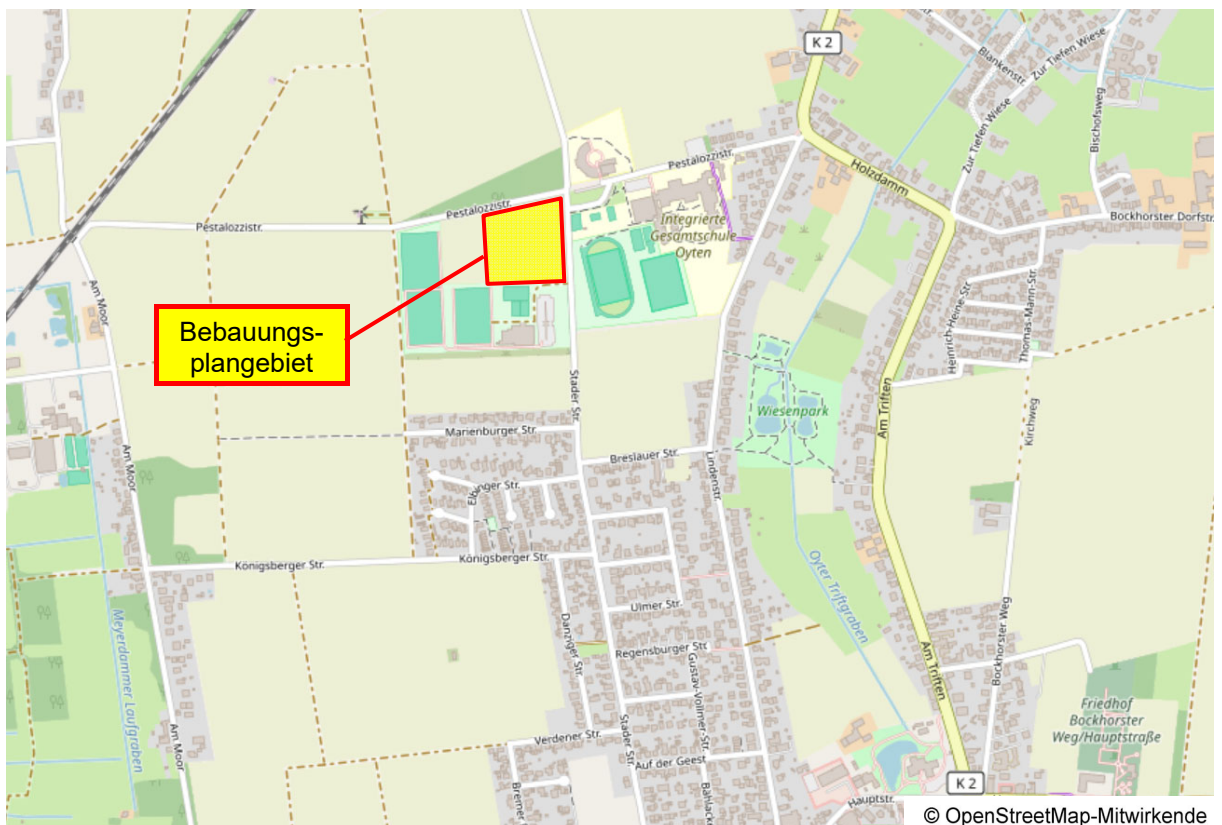 K 2
Blankenstr.
Zur Tiefen Wiese
Zur Tiefen Wiese
Bischofsweg
Pestalozzistr.
Holzdamm
Pestalozzistr.
Pestalozzistr.
Integrierte
Gesamtschule
Oyten
Bockhorster Dorfstr.
Am Moor
Heinrich-Heine-Str.
Thomas-Mann-Str.
Bebauungs-
plangebiet
Stader Str.
Wiesenpark
Am Triften
Kirchweg
Marienburger Str.
Breslauer Str.
Lindenstr.
Am Moor
Elbinger Str.
Königsberger Str.
Königsberger Str.
Oyter Triftgraben
Meyerdammer Laufgraben
Ulmer Str.
Danziger Str.
Regensburger Str.
Gustav-Vollmer-Str.
Bockhorster Weg
Am Triften
Friedhof
Bockhorster
Weg/Hauptstraße
Am Moor
Verdener Str.
Stader Str.
Auf der Geest
K 2
Hauptstr.
© OpenStreetMap-Mitwirkende